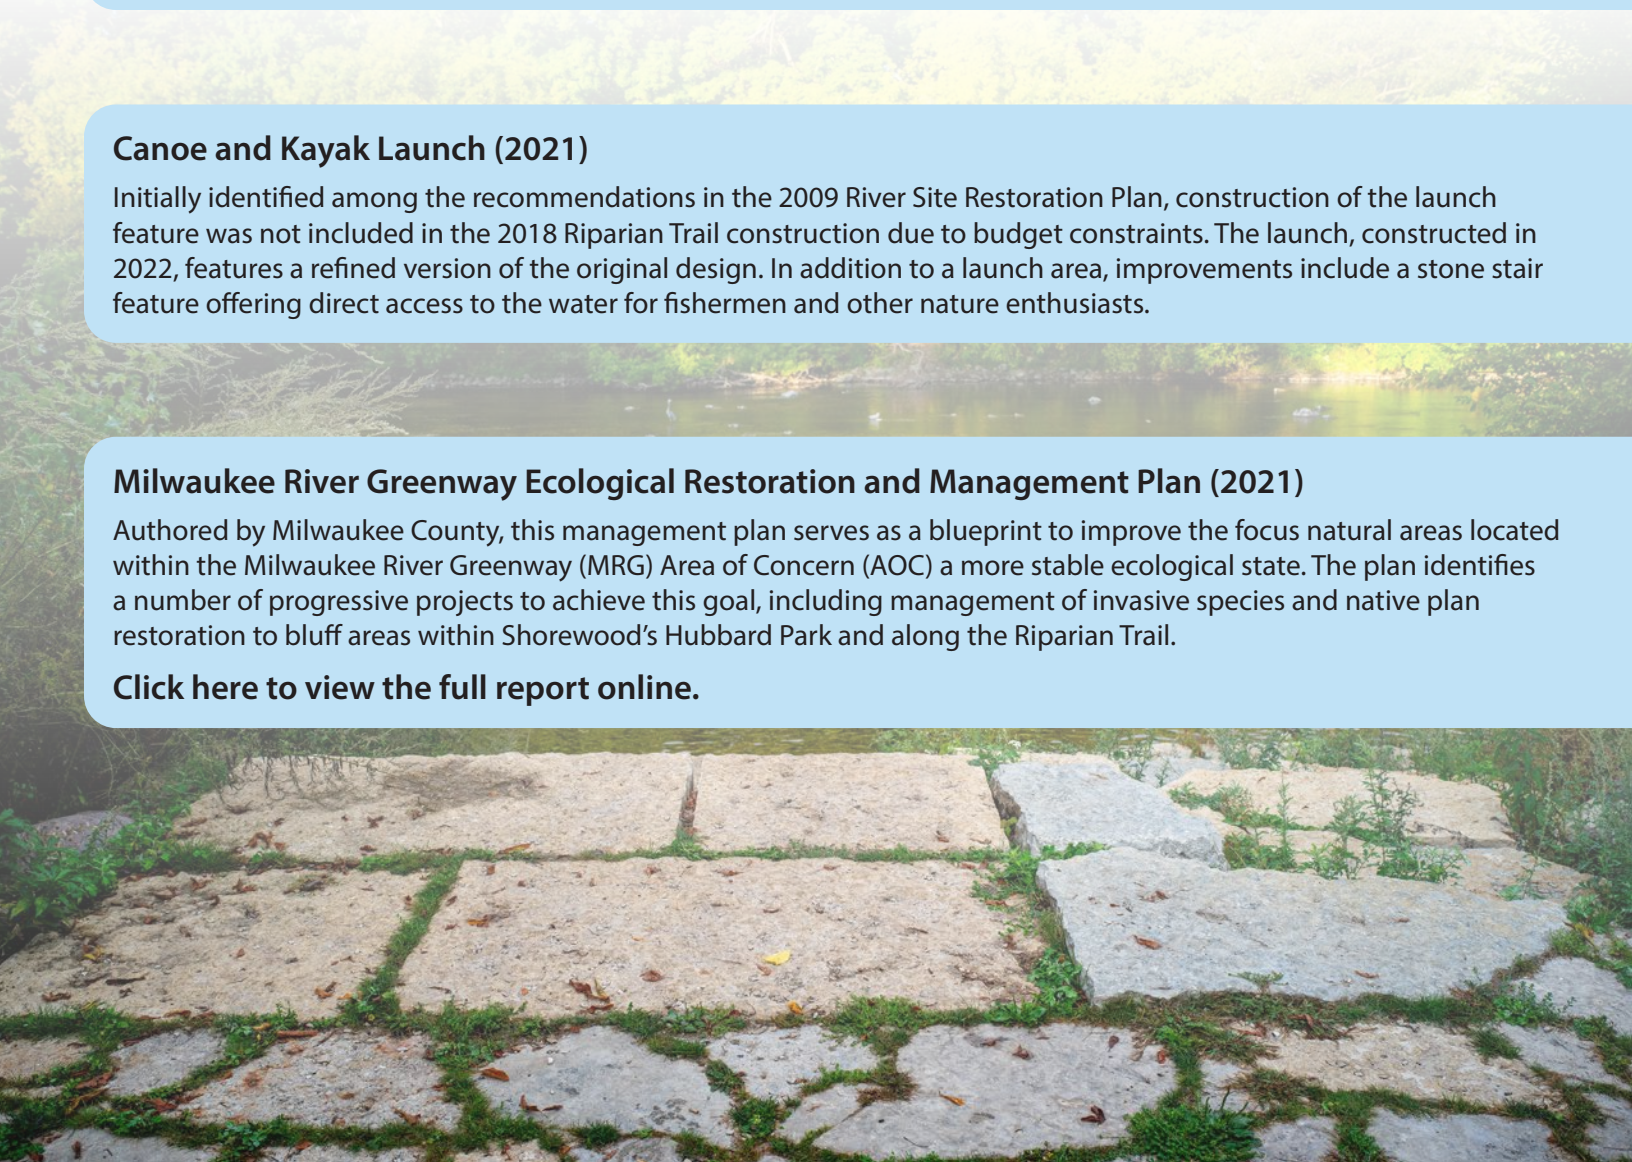 Canoe and Kayak Launch (2021)
Initially identified among the recommendations in the 2009 River Site Restoration Plan, construction of the launch
feature was not included in the 2018 Riparian Trail construction due to budget constraints. The launch, constructed in
2022, features a refined version of the original design. In addition to a launch area, improvements include a stone stair
feature offering direct access to the water for fishermen and other nature enthusiasts.
Milwaukee River Greenway Ecological Restoration and Management Plan (2021)
Authored by Milwaukee County, this management plan serves as a blueprint to improve the focus natural areas located
within the Milwaukee River Greenway (MRG) Area of Concern (AOC) a more stable ecological state. The plan identifies
a number of progressive projects to achieve this goal, including management of invasive species and native plan
restoration to bluff areas within Shorewood’s Hubbard Park and along the Riparian Trail.
Click here to view the full report online.